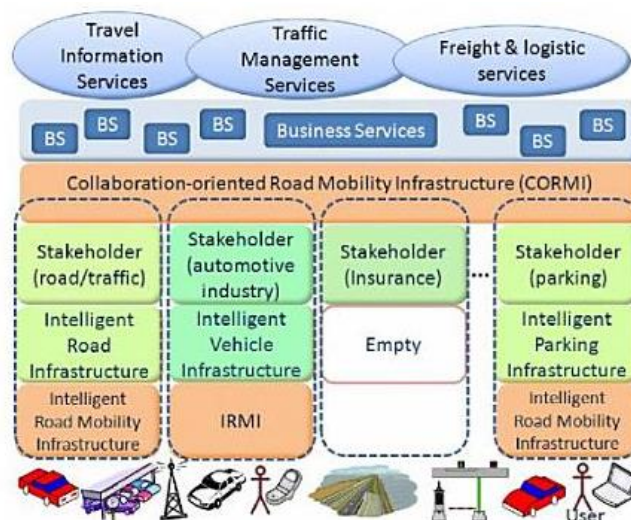 Travel
Information
Services
Traffic
Management
Services
Freight & logistic
services
BS
BS
BS
BS
Business Services
BS
BS
BS
Collaboration-oriented Road Mobility Infrastructure (CORMI)
Stakeholder
(road/traffic)
Stakeholder
(automotive
industry)
Stakeholder
(Insurance)
...
Stakeholder
(parking)
Intelligent
Road
Infrastructure
Intelligent
Vehicle
Infrastructure
Empty
Intelligent
Parking
Infrastructure
Intelligent
Road Mobility
Infrastructure
IRMI
Intelligent
Road Mobility
Infrastructure
User